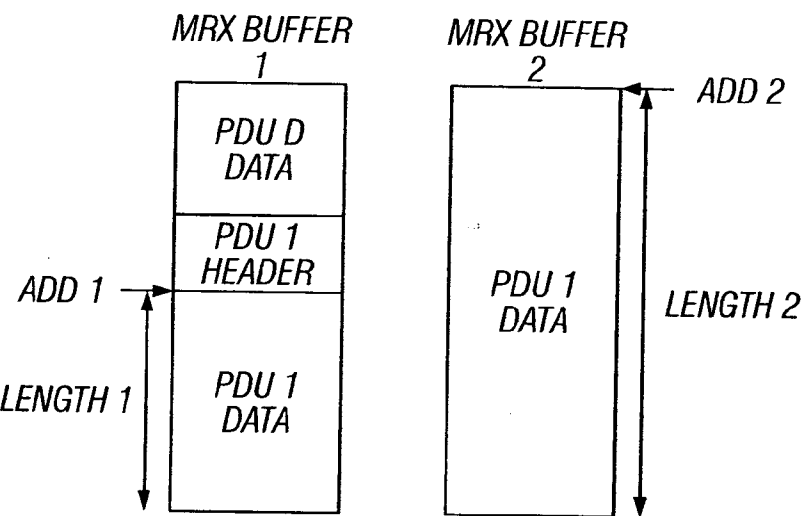 MRX BUFFER
1
PDU D
DATA
PDU 1
HEADER
ADD 1
LENGTH 1
PDU 1
DATA
MRX BUFFER
2
ADD 2
PDU 1
DATA
LENGTH 2